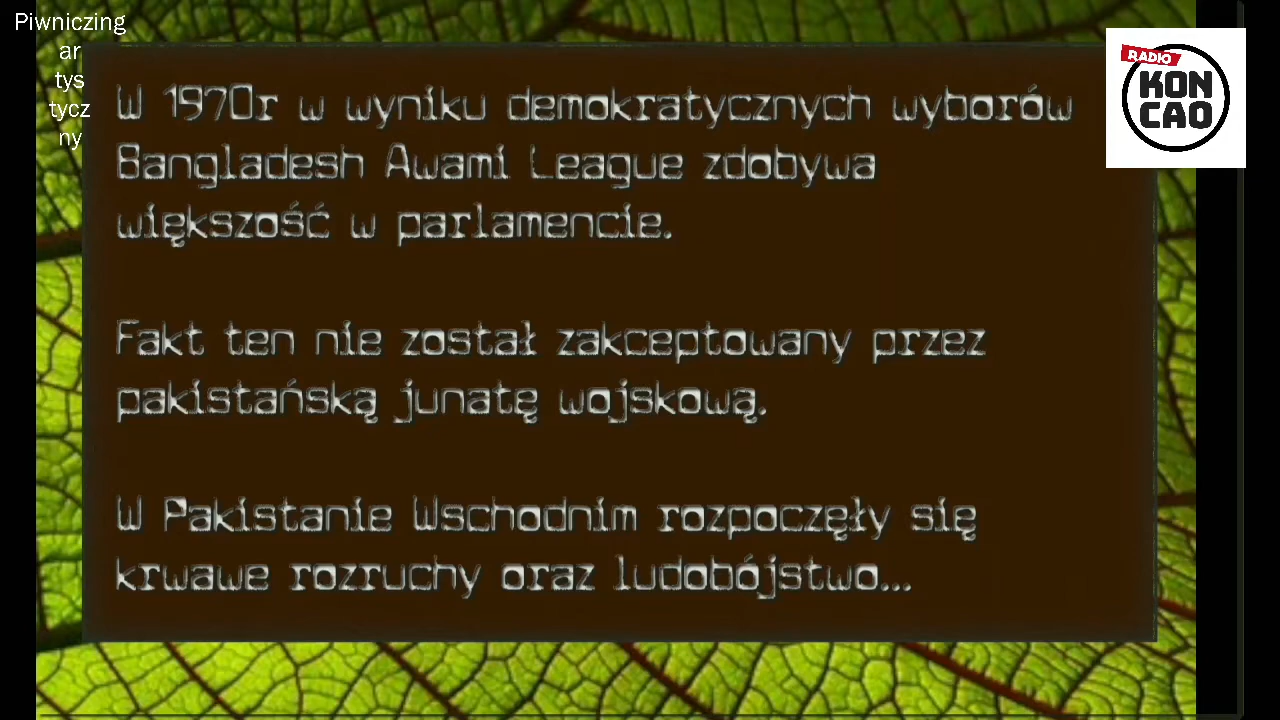 Piwniczing
ar
tys
tycz
ny
RADIO
KON
CAO
W 1970r w wyniku demokratycznych wyborów
Bangladesh Awami League zdobywa
większość w parlamencie.
Fakt ten nie został zakceptowany przez
pakistańską junatę wojskową.
W Pakistanie Wschodnim rozpoczęły się
krwawe rozruchy oraz ludobójstwo...